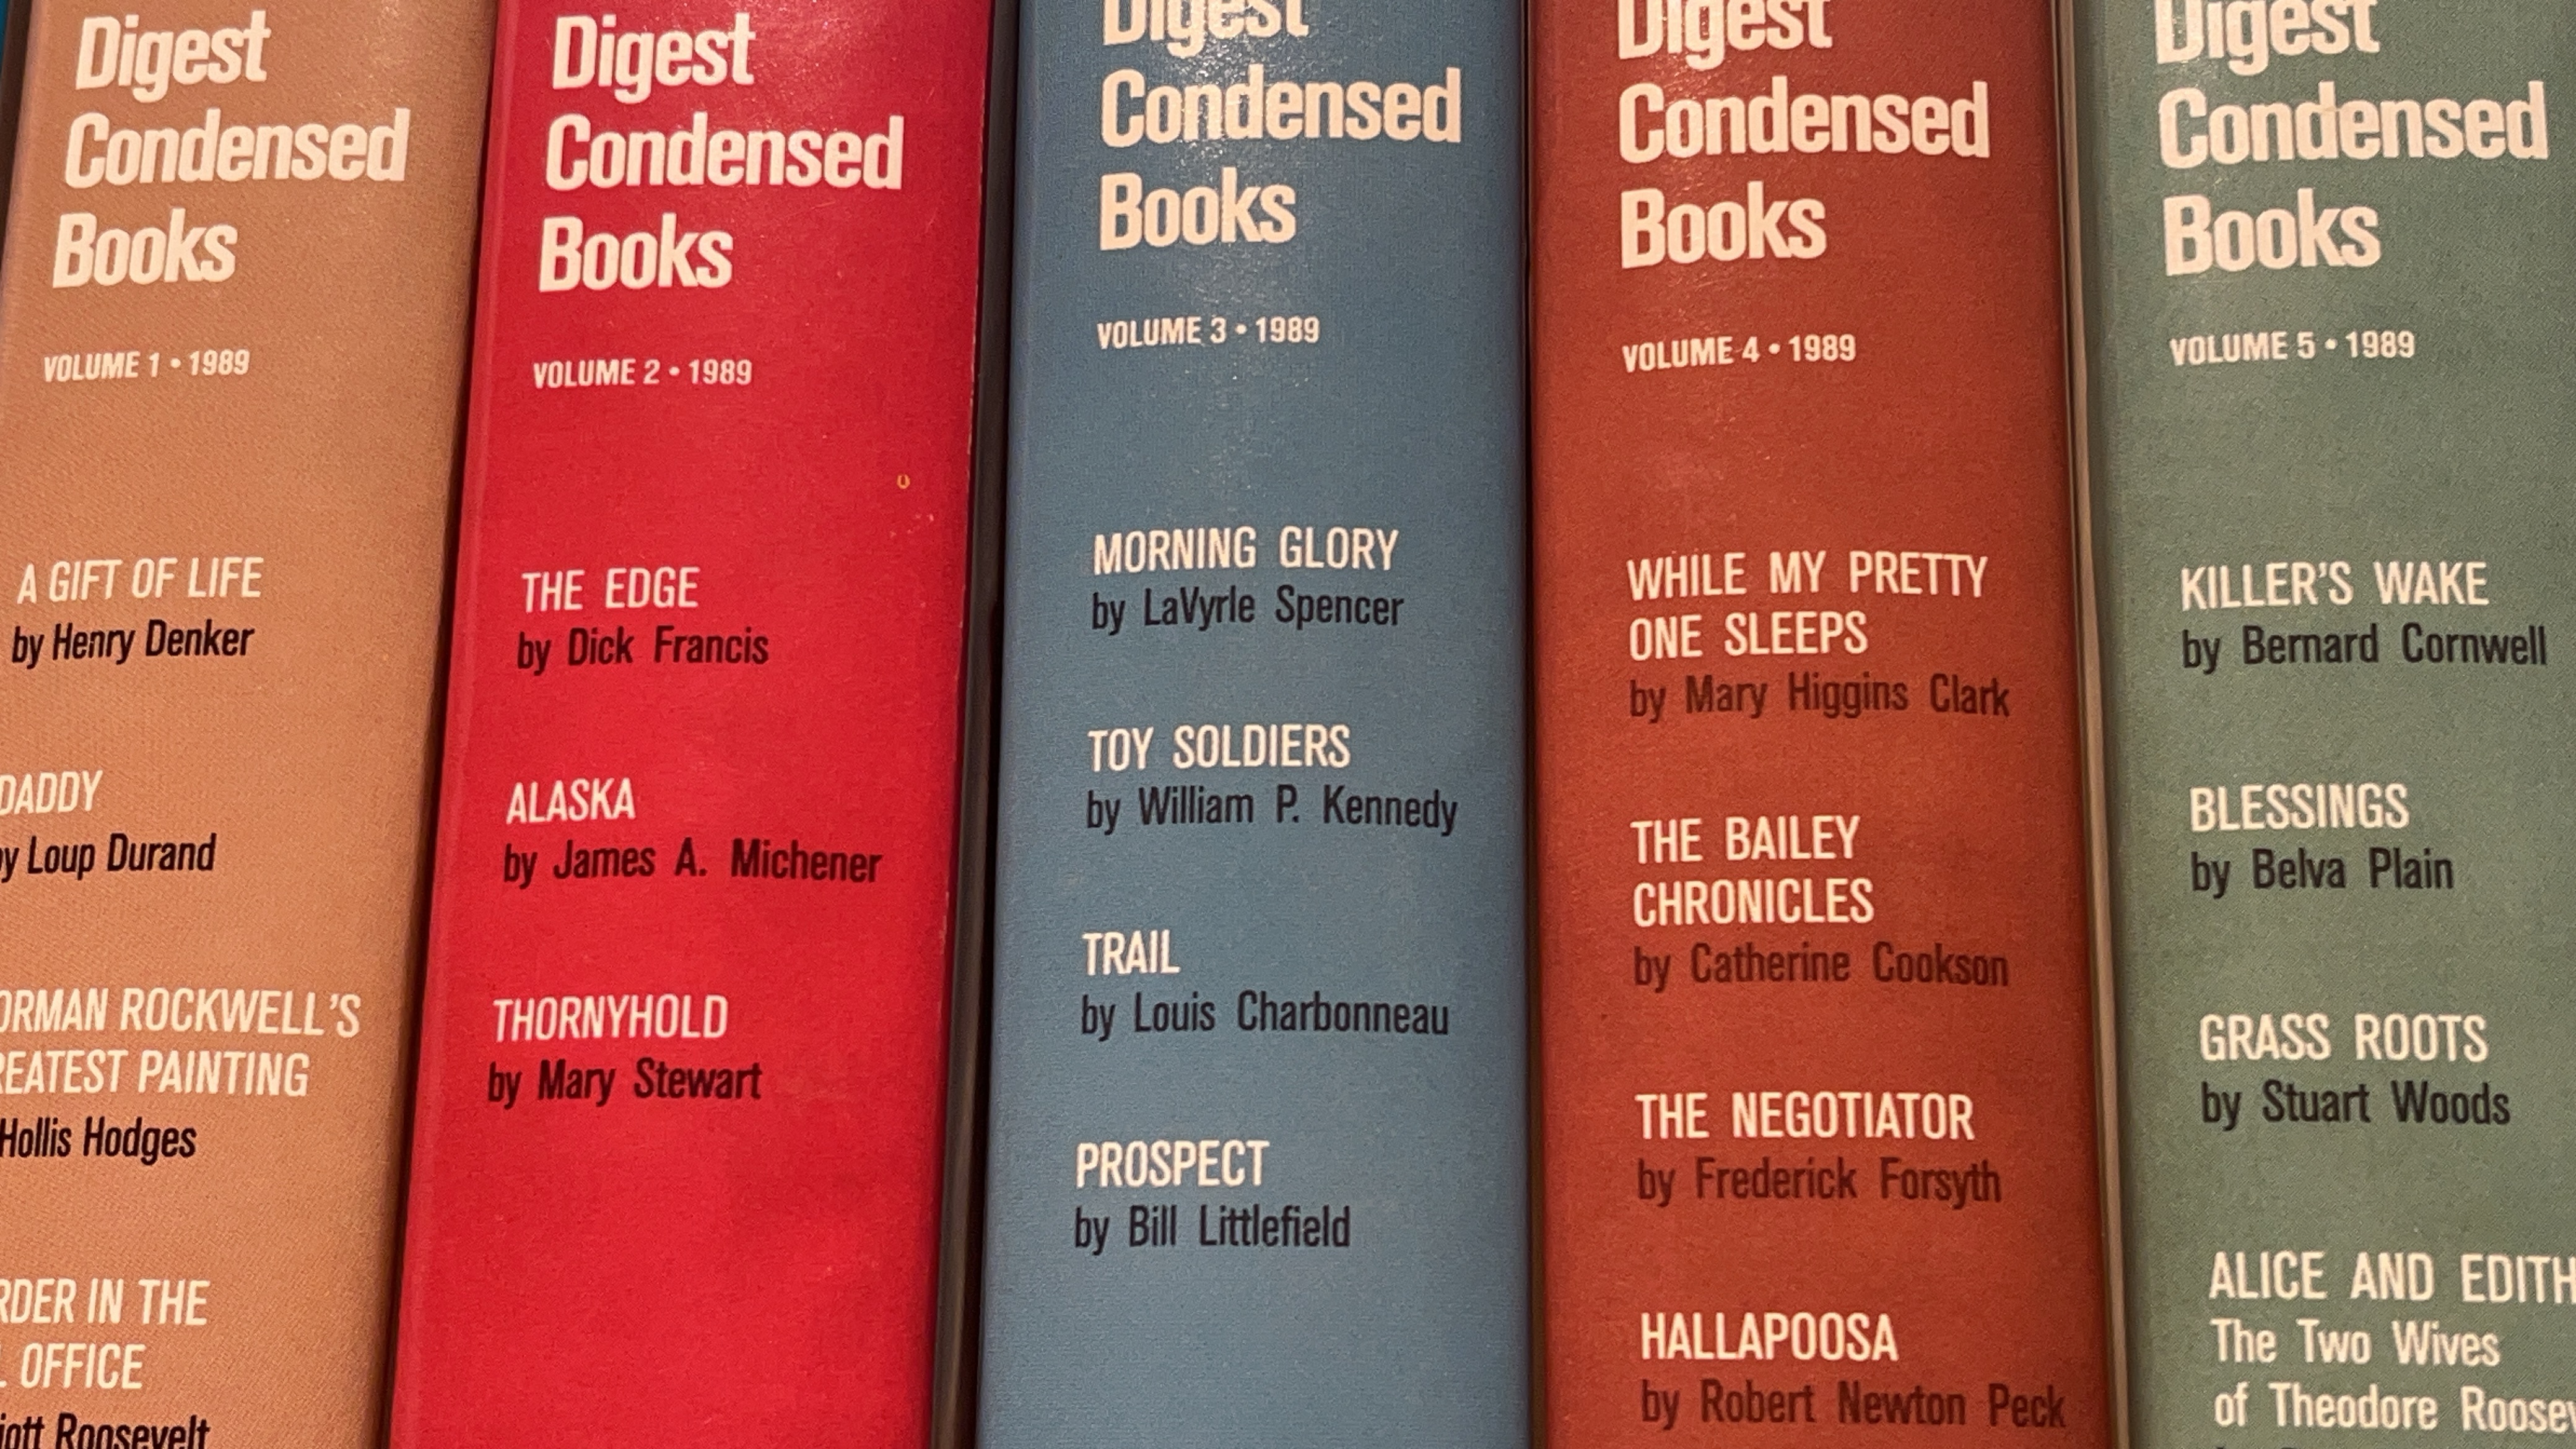 Digest
Condensed
Books
VOLUME 1 • 1989
A GIFT OF LIFE
by Henry Denker
DADDY
by Loup Durand
ORMAN ROCKWELL'S
REATEST PAINTING
Hollis Hodges
RDER IN THE
OFFICE
iott Roosevelt
Digest
Condensed
Books
VOLUME 2 • 1989
THE EDGE
by Dick Francis
ALASKA
by James A. Michener
THORNYHOLD
by Mary Stewart
Digest
Condensed
Books
VOLUME 3 • 1989
MORNING GLORY
by LaVyrle Spencer
TOY SOLDIERS
by William P. Kennedy
TRAIL
by Louis Charbonneau
PROSPECT
by Bill Littlefield
Digest
Condensed
Books
VOLUME 4 • 1989
WHILE MY PRETTY
ONE SLEEPS
by Mary Higgins Clark
THE BAILEY
CHRONICLES
by Catherine Cookson
THE NEGOTIATOR
by Frederick Forsyth
HALLAPOOSA
by Robert Newton Peck
Digest
Condensed
Books
VOLUME 5 • 1989
KILLER'S WAKE
by Bernard Cornwell
BLESSINGS
by Belva Plain
GRASS ROOTS
by Stuart Woods
ALICE AND EDITH
The Two Wives
of Theodore Roosev